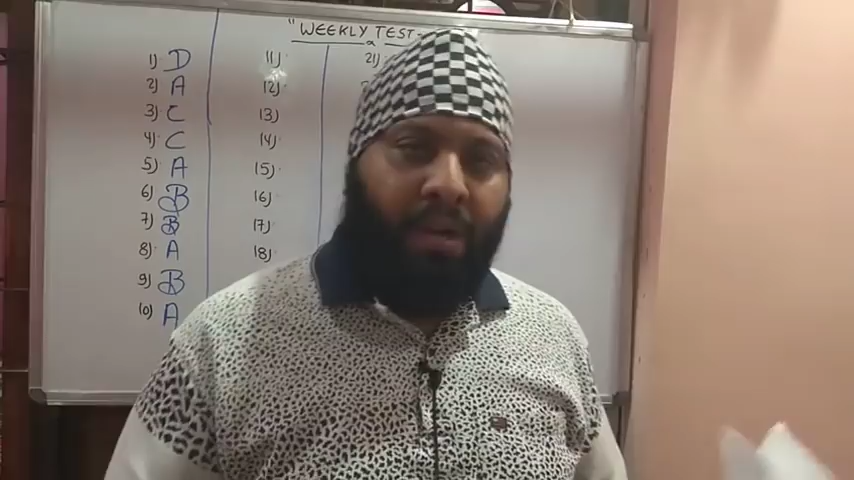 "WEEKLY TEST-
1) D
2) A
3) C
4) C
5) A
6) B
7) B
8) A
9) B
10) A
11)
12)
13)
14)
15)
16)
17)
18)
21)